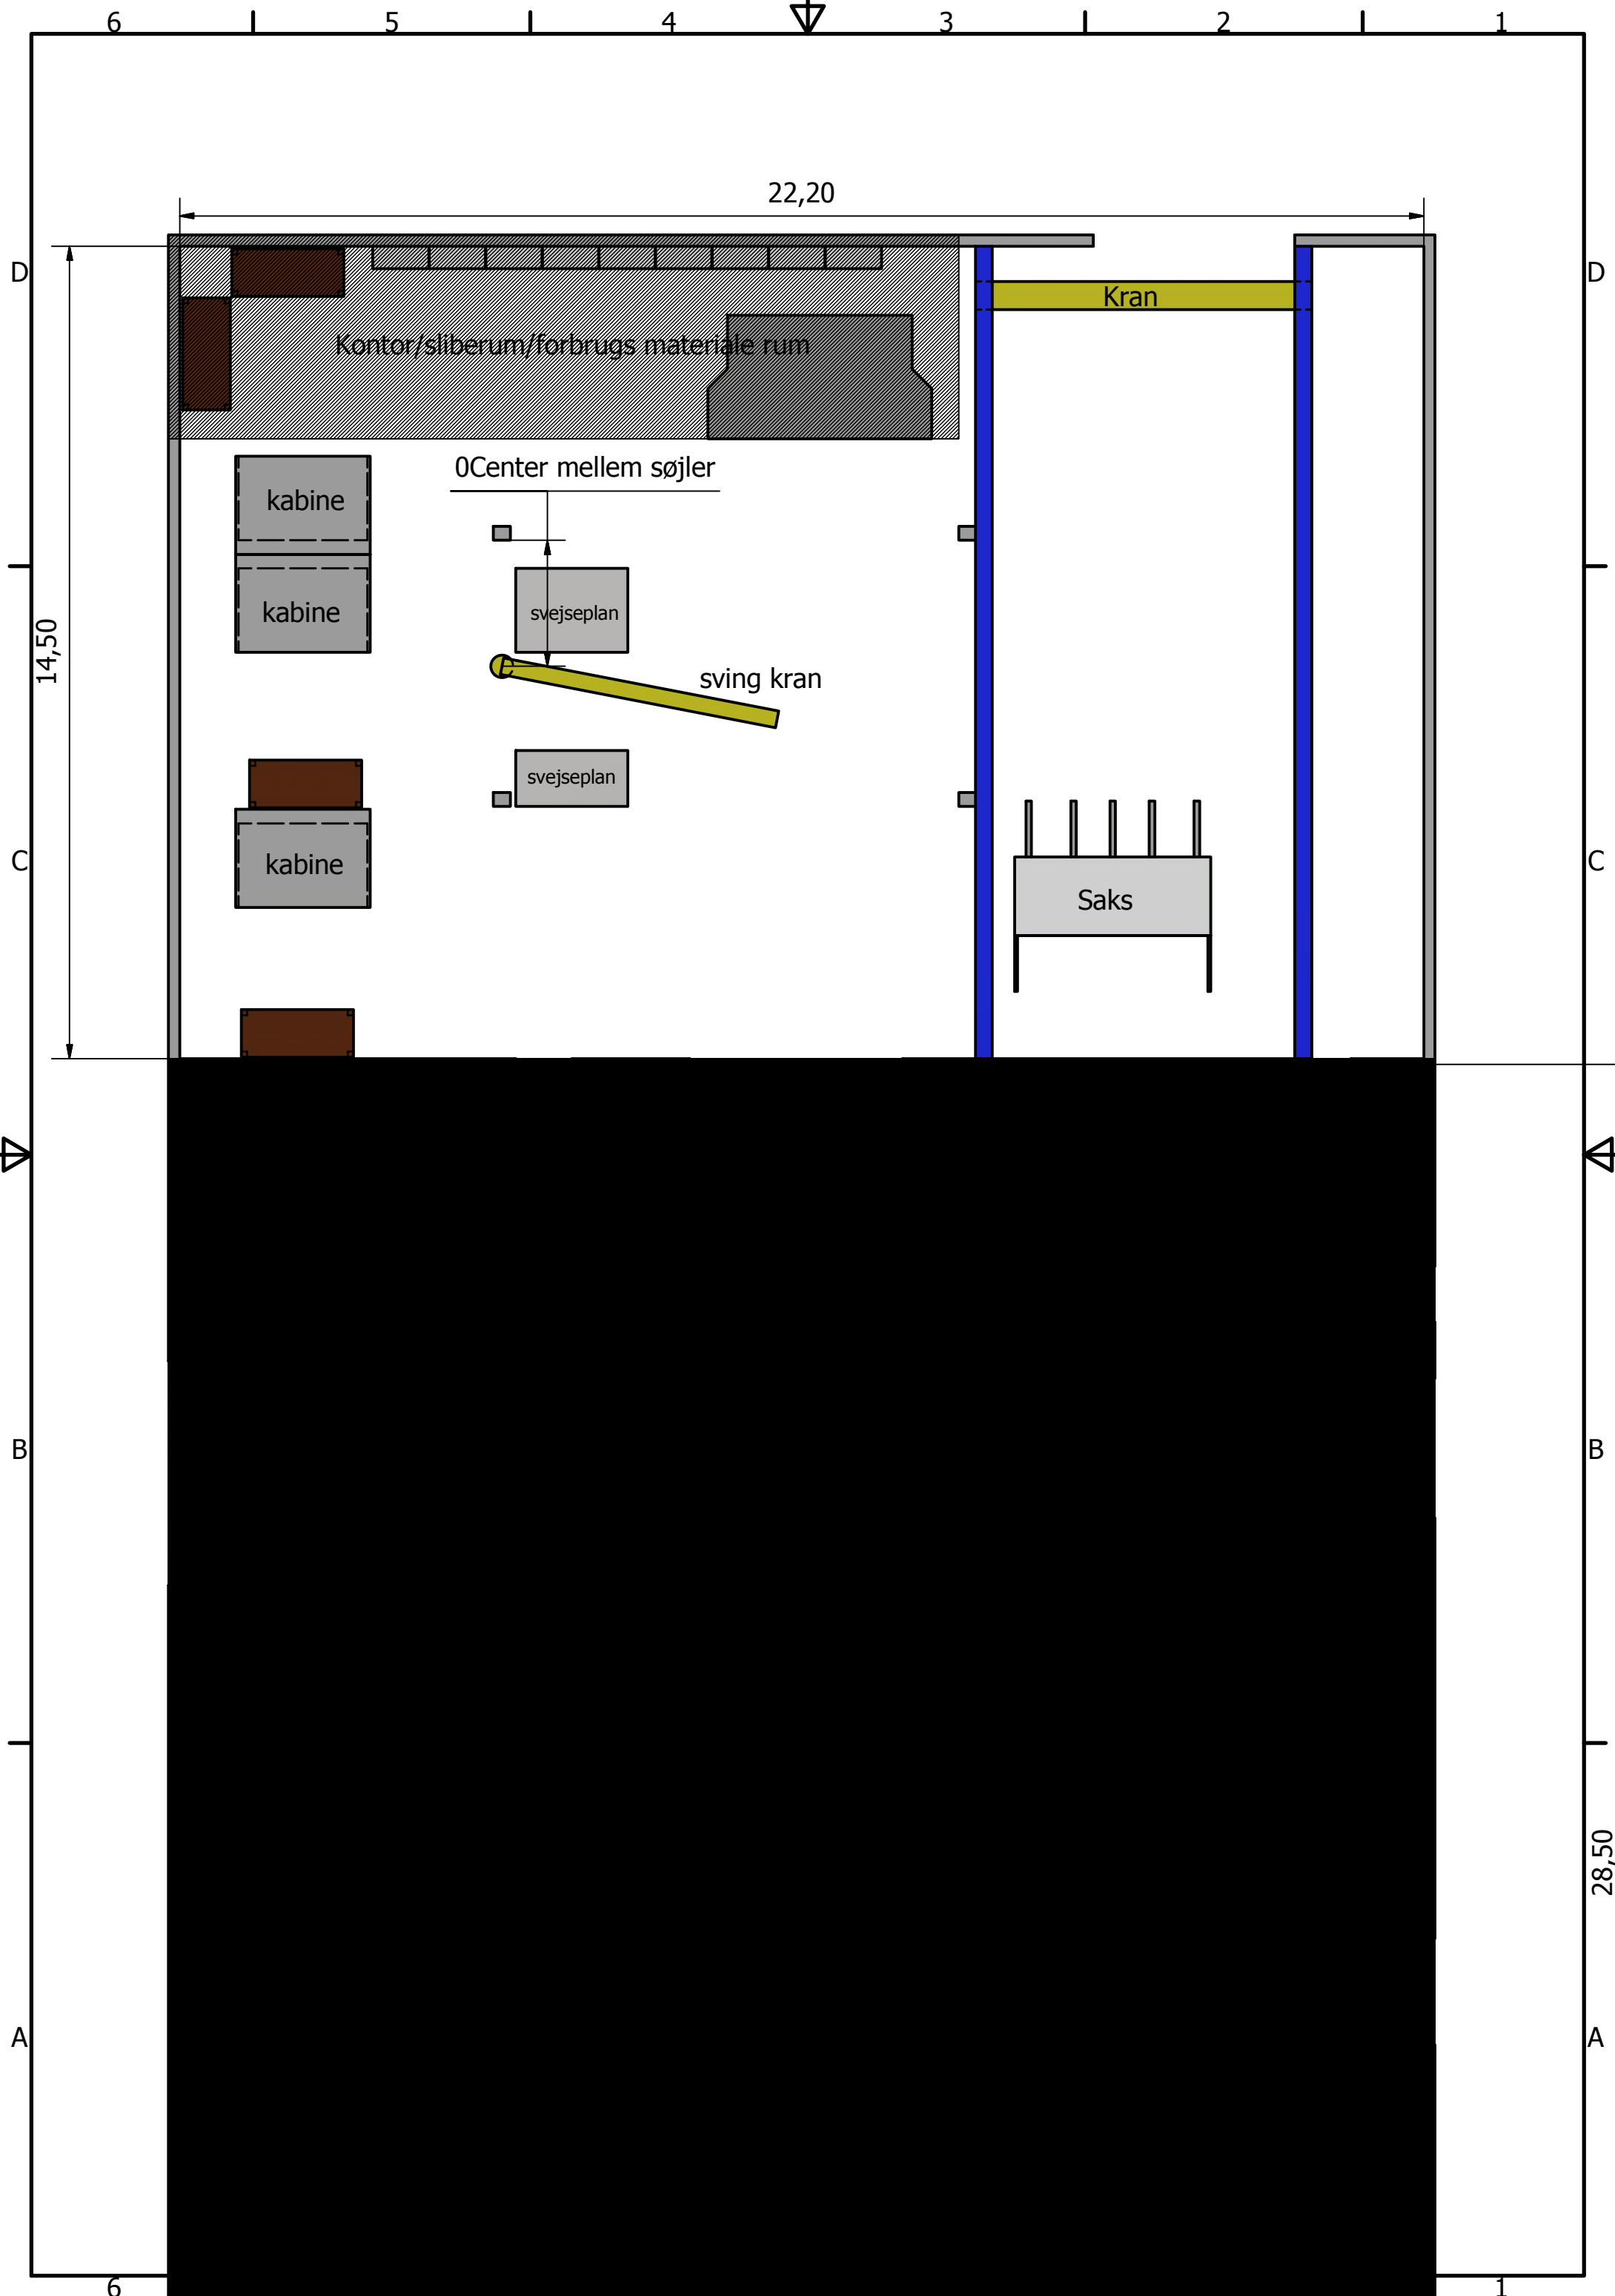 6 5 4 3 2 1
22,20
D D
Kran
Kontor/sliberum/forbrugs materiale rum
0Center mellem søjler
kabine
kabine
svejseplan
14,50
sving kran
svejseplan
C C
kabine
Saks
B B
28,50
A A
6 1